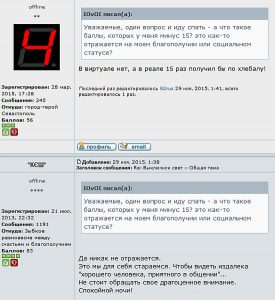 offline
**
4
Зарегистрирован: 28 мар. 2015, 17:28
Сообщения: 245
Откуда: город-герой Севастополь
Баллов: 56
IOvOI писал(а):
Уважаемые, один вопрос и иду спать - а что такое баллы, которых у меня минус 15? это как-то отражается на моем благополучии или социальном статусе?
В виртуале нет, а в реале 15 раз получил бы по хлебалу!
Последний раз редактировалось 92rus 29 ноя, 2015, 1:41, всего редактировалось 1 раз.
профиль
email
Добавлено: 29 ноя, 2015, 1:38
Заголовок сообщения: Re: Выключили свет :: Общая тема
offline
****
Зарегистрирован: 21 июл, 2015, 22:32
Сообщения: 1191
Откуда: Зыбкое равновесие между счастьем и благополучием
Баллов: 83
IOvOI писал(а):
Уважаемые, один вопрос и иду спать - а что такое баллы, которых у меня минус 15? это как-то отражается на моем благополучии или социальном статусе?
Да никак не отражается.
Это мы для себя стараемся. Чтобы видеть издалека
"хорошего человека, приятного в общении"...
Не стоит обращать свое драгоценное внимание.
Спокойной ночи!